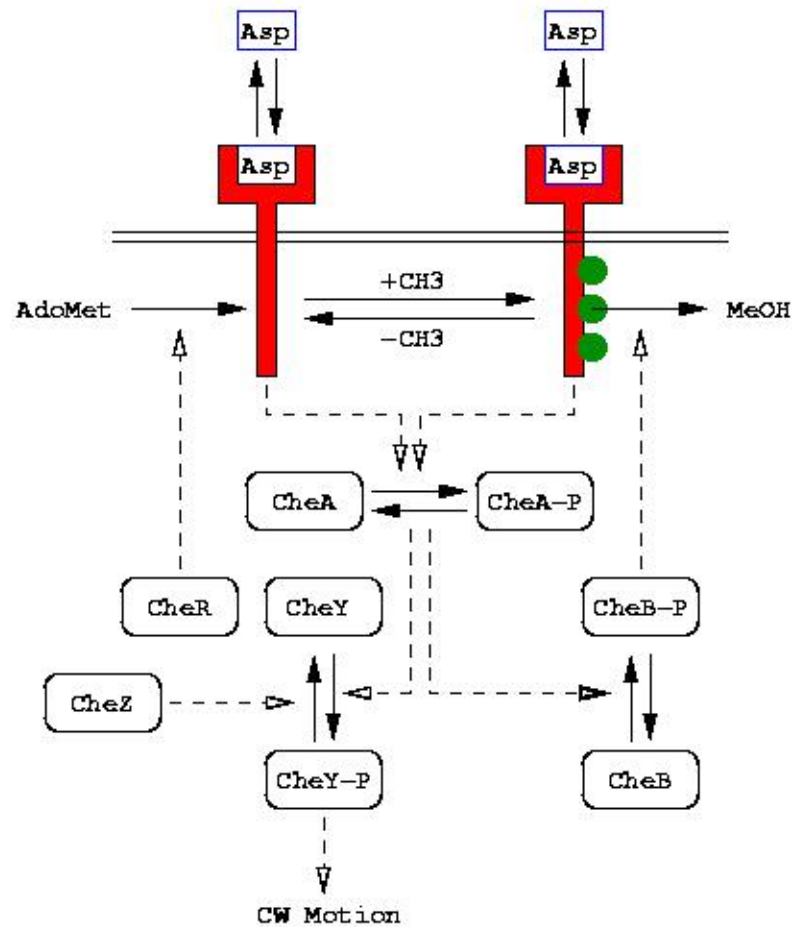 Asp Asp
Asp Asp
+CH3
AdoMet MeOH
-CH3
CheA CheA-P
CheR CheY CheB-P
CheZ
CheY-P CheB
CW Motion